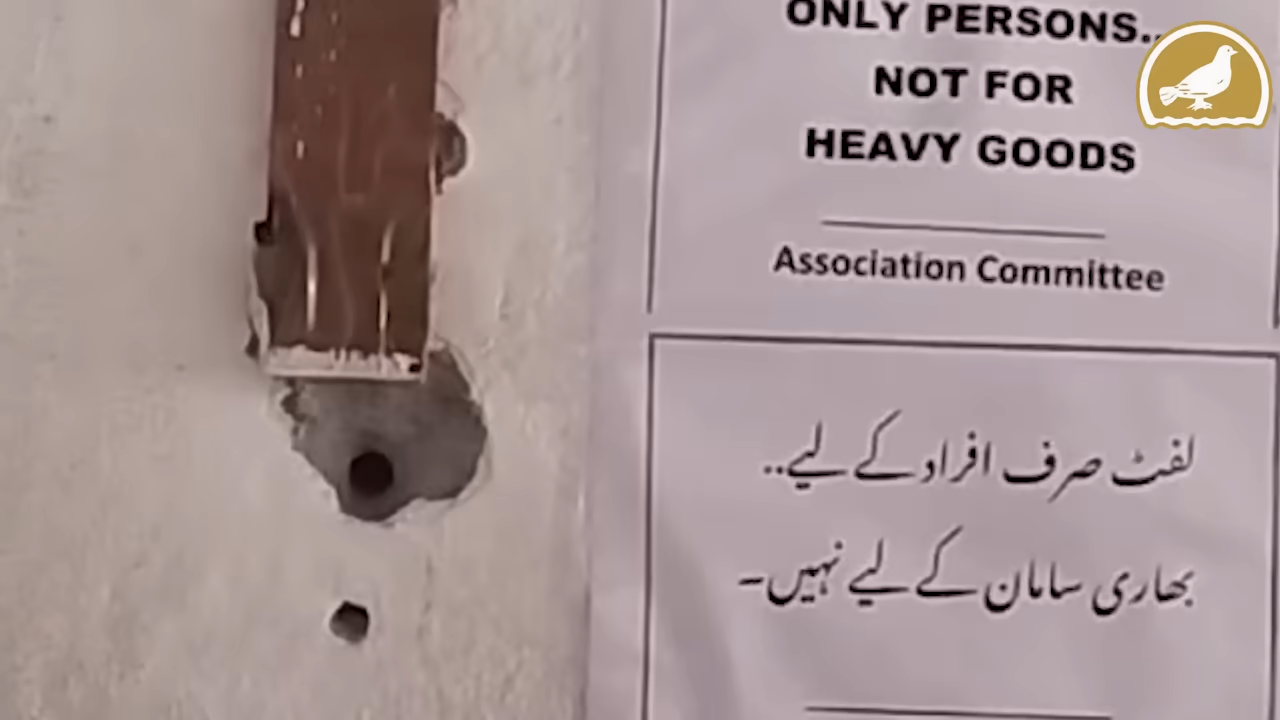 ONLY PERSONS..
NOT FOR
HEAVY GOODS
Association Committee
لفٹ صرف افراد کے لیے..
بھاری سامان کے لیے نہیں۔